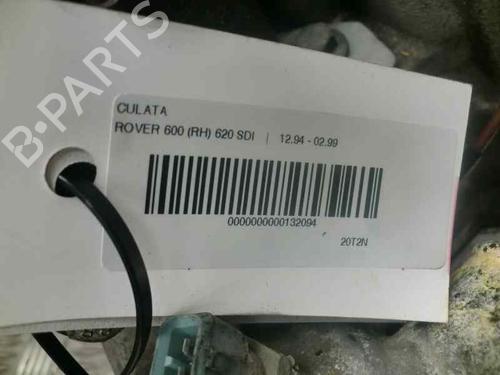 B-PARTS
CULATA
ROVER 600 (RH) 620 SDI | 12.94 - 02.99
0000000000132094
20T2N